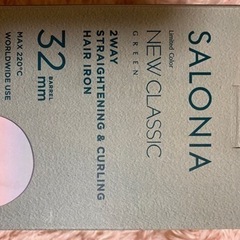 SALONIA
Limited Color
NEW CLASSIC
GREEN
2WAY
STRAIGHTENING & CURLING
HAIR IRON
32 BARREL
mm
MAX 220°C
WORLDWIDE USE